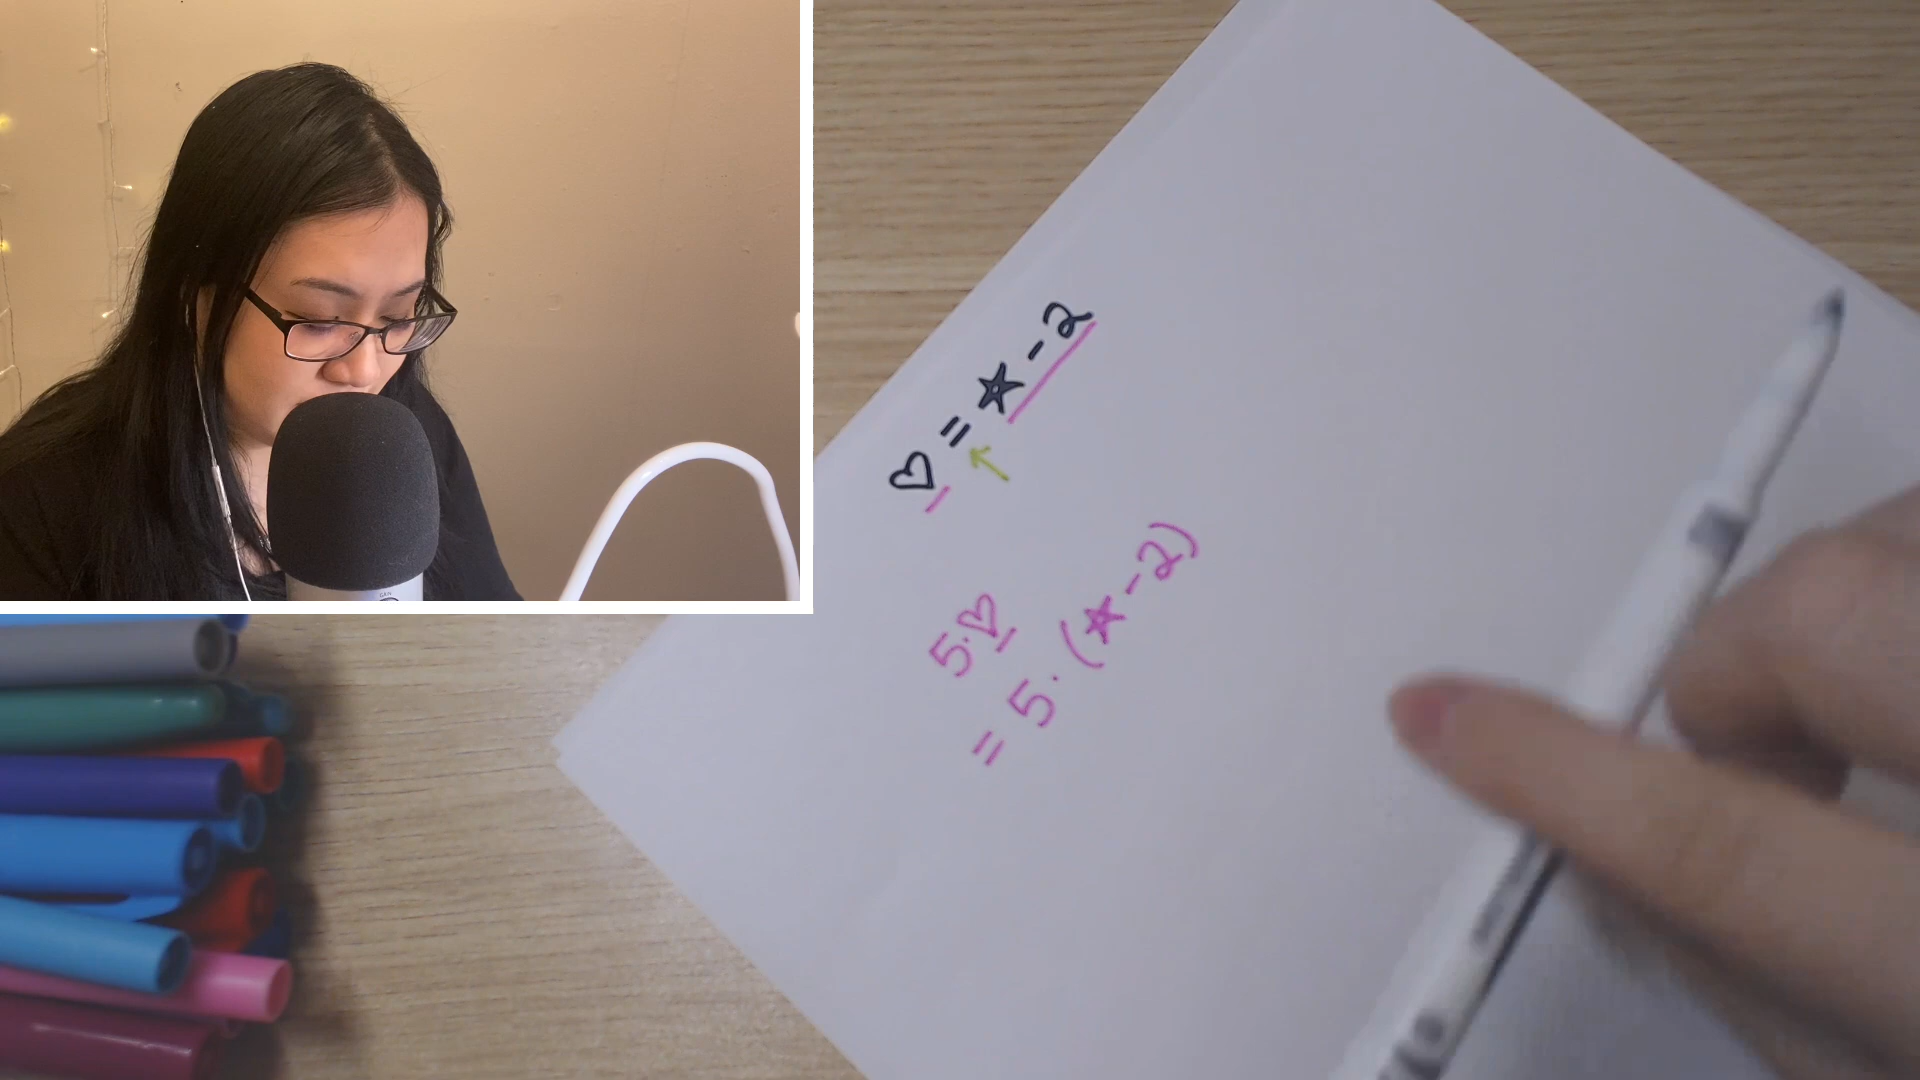 ♡ = ☆ - 2
5·♡
= 5·(☆ - 2)